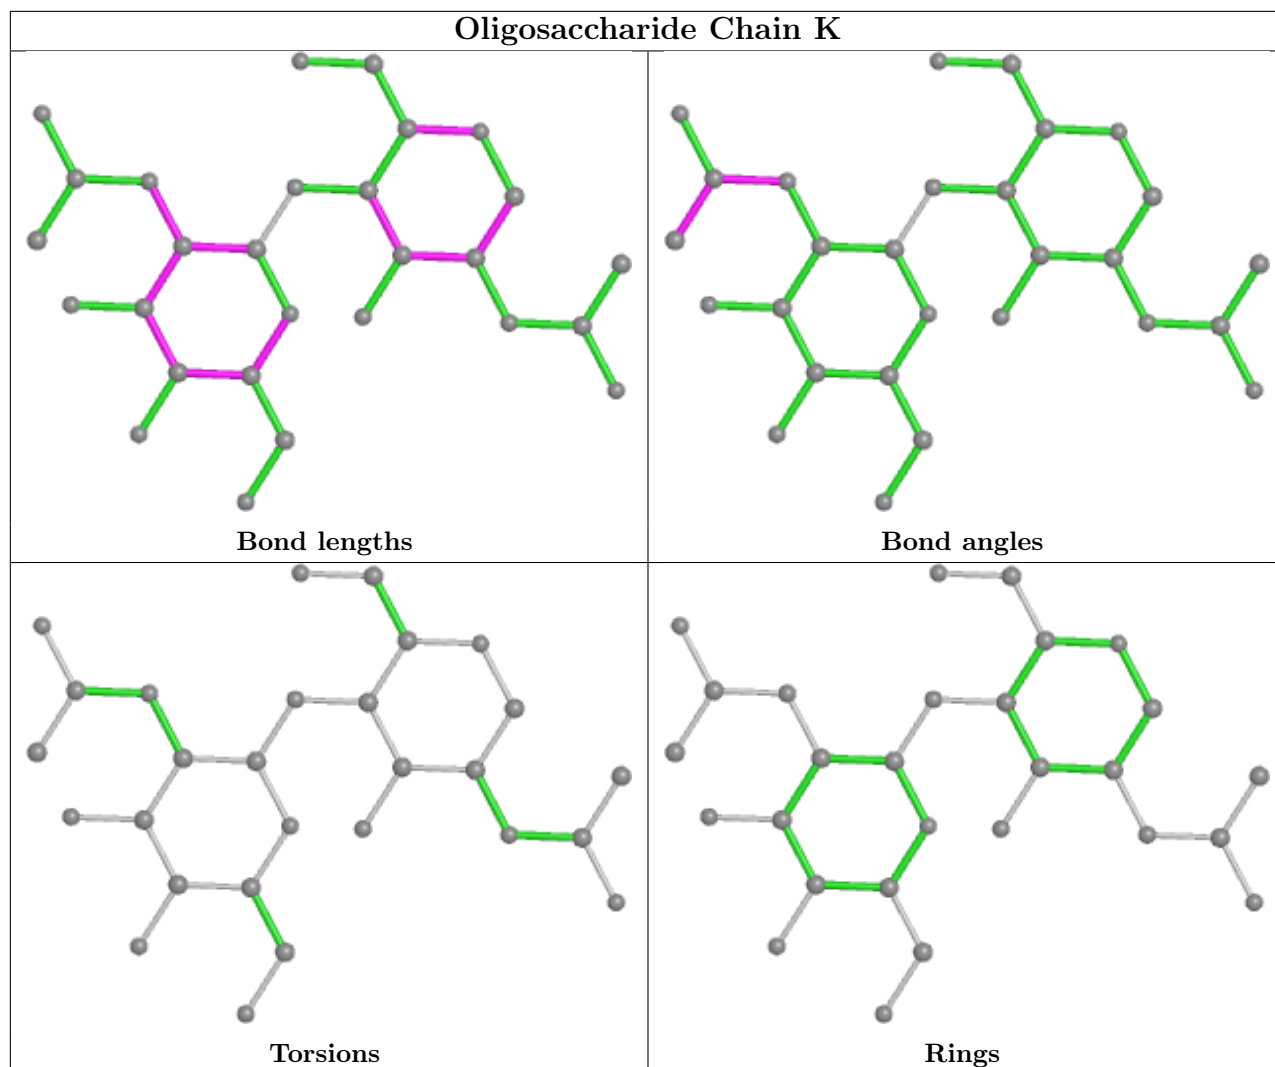 Oligosaccharide Chain K
Bond lengths
Bond angles
Torsions
Rings